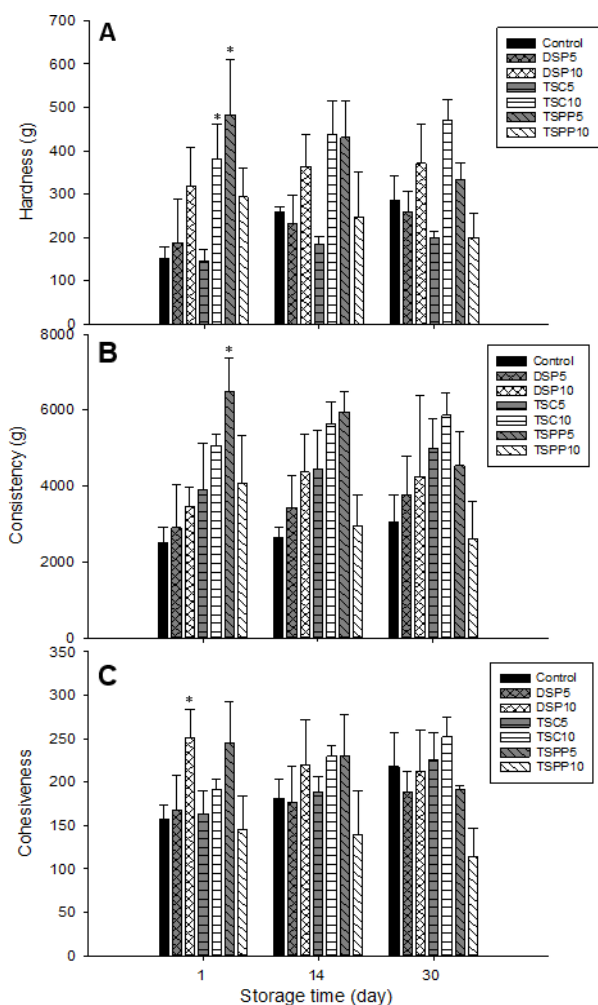 A
Hardness (g)
700
600
500
400
300
200
100
0
* * 
Control
DSP5
DSP10
TSC5
TSC10
TSPP5
TSPP10
B
Consistency (g)
8000
6000
4000
2000
0
*
Control
DSP5
DSP10
TSC5
TSC10
TSPP5
TSPP10
C
Cohesiveness
350
300
250
200
150
100
50
0
*
Control
DSP5
DSP10
TSC5
TSC10
TSPP5
TSPP10
1 14 30
Storage time (day)